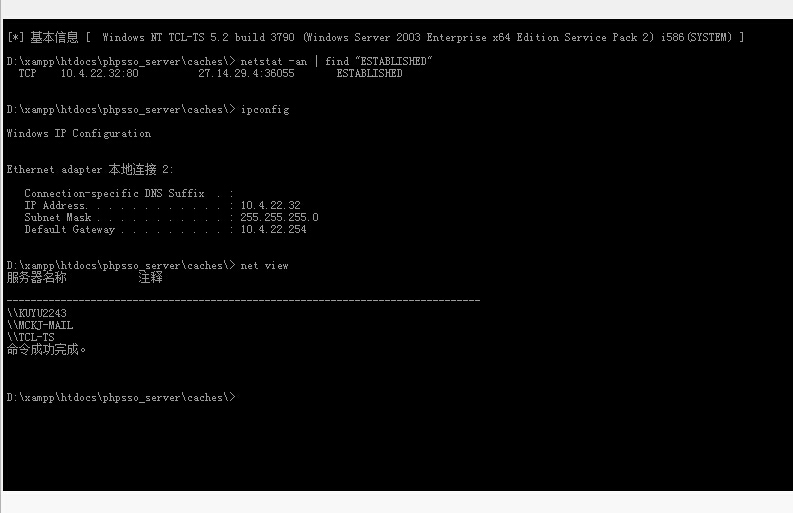 [*] 基本信息 [  Windows NT TCL-TS 5.2 build 3790 (Windows Server 2003 Enterprise x64 Edition Service Pack 2) i586(SYSTEM) ]
D:\xampp\htdocs\phpsso_server\caches\> netstat -an | find "ESTABLISHED"
TCP    10.4.22.32:80          27.14.29.4:36055       ESTABLISHED
D:\xampp\htdocs\phpsso_server\caches\> ipconfig
Windows IP Configuration
Ethernet adapter 本地连接 2:
Connection-specific DNS Suffix  . :
IP Address. . . . . . . . . . . . : 10.4.22.32
Subnet Mask . . . . . . . . . . . : 255.255.255.0
Default Gateway . . . . . . . . . : 10.4.22.254
D:\xampp\htdocs\phpsso_server\caches\> net view
服务器名称            注释
-------------------------------------------------------------------------------
\\KUYU2243
\\MCKJ-MAIL
\\TCL-TS
命令成功完成。
D:\xampp\htdocs\phpsso_server\caches\>